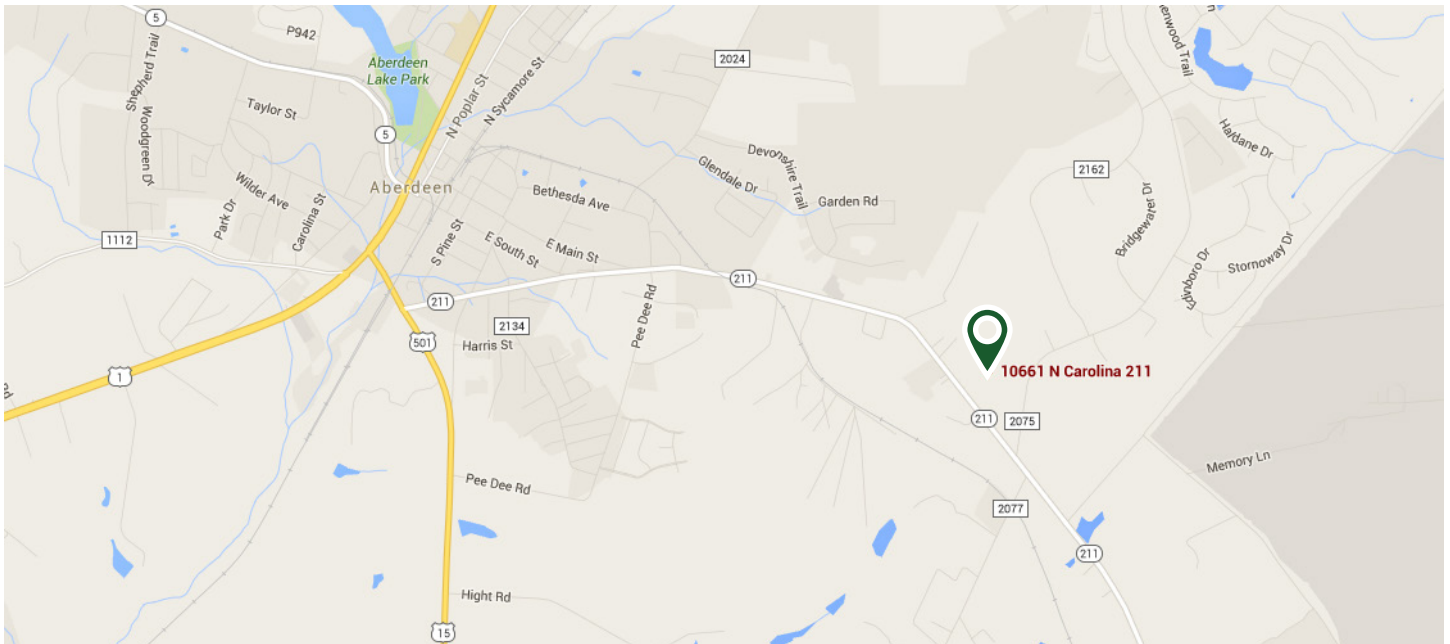 5
P942
Shepherd Trail
Woodgreen Dr
Taylor St
Aberdeen
Lake Park
5
N Poplar St
N Sycamore St
2024
Haldane Dr
2162
Aberdeen
Wilder Ave
Park Dr
Carolina St
1112
Bethesda Ave
S Pine St
E South St
E Main St
Glendale Dr
Devonshire Trail
Garden Rd
Bridgewater Dr
Edinboro Dr
Stornoway Dr
211
211
2134
Harris St
501
Pee Dee Rd
1
10661 N Carolina 211
211
2075
Memory Ln
Pee Dee Rd
2077
211
Hight Rd
15